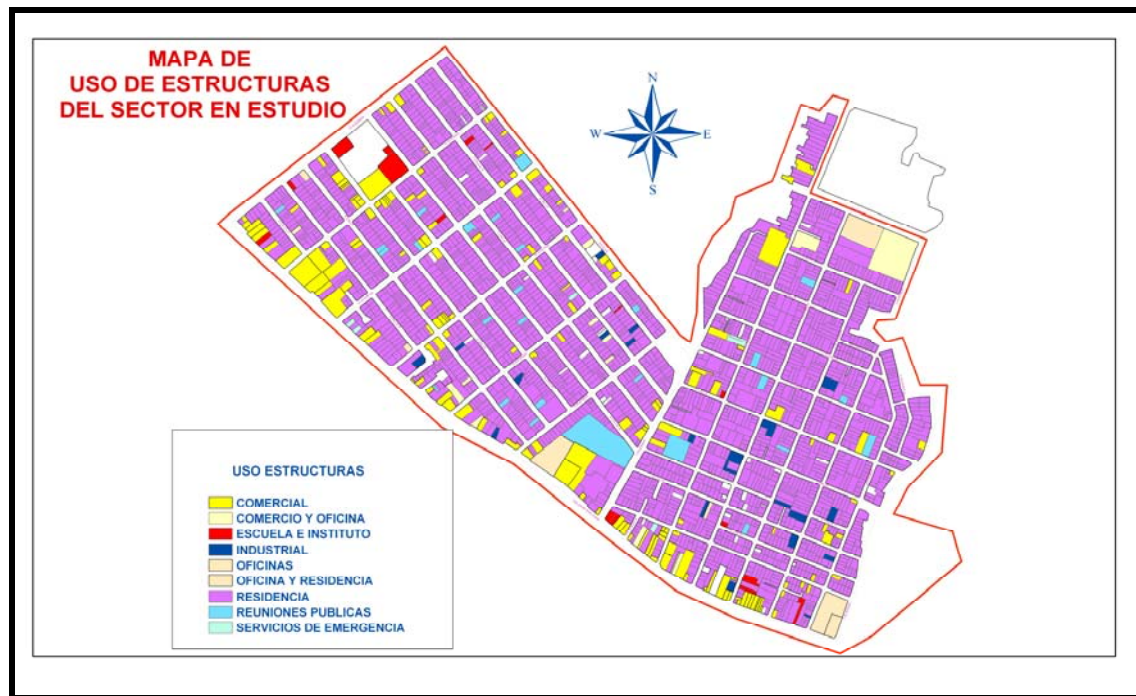 MAPA DE
USO DE ESTRUCTURAS
DEL SECTOR EN ESTUDIO
N
W
E
S
USO ESTRUCTURAS
COMERCIAL
COMERCIO Y OFICINA
ESCUELA E INSTITUTO
INDUSTRIAL
OFICINAS
OFICINA Y RESIDENCIA
RESIDENCIA
REUNIONES PUBLICAS
SERVICIOS DE EMERGENCIA